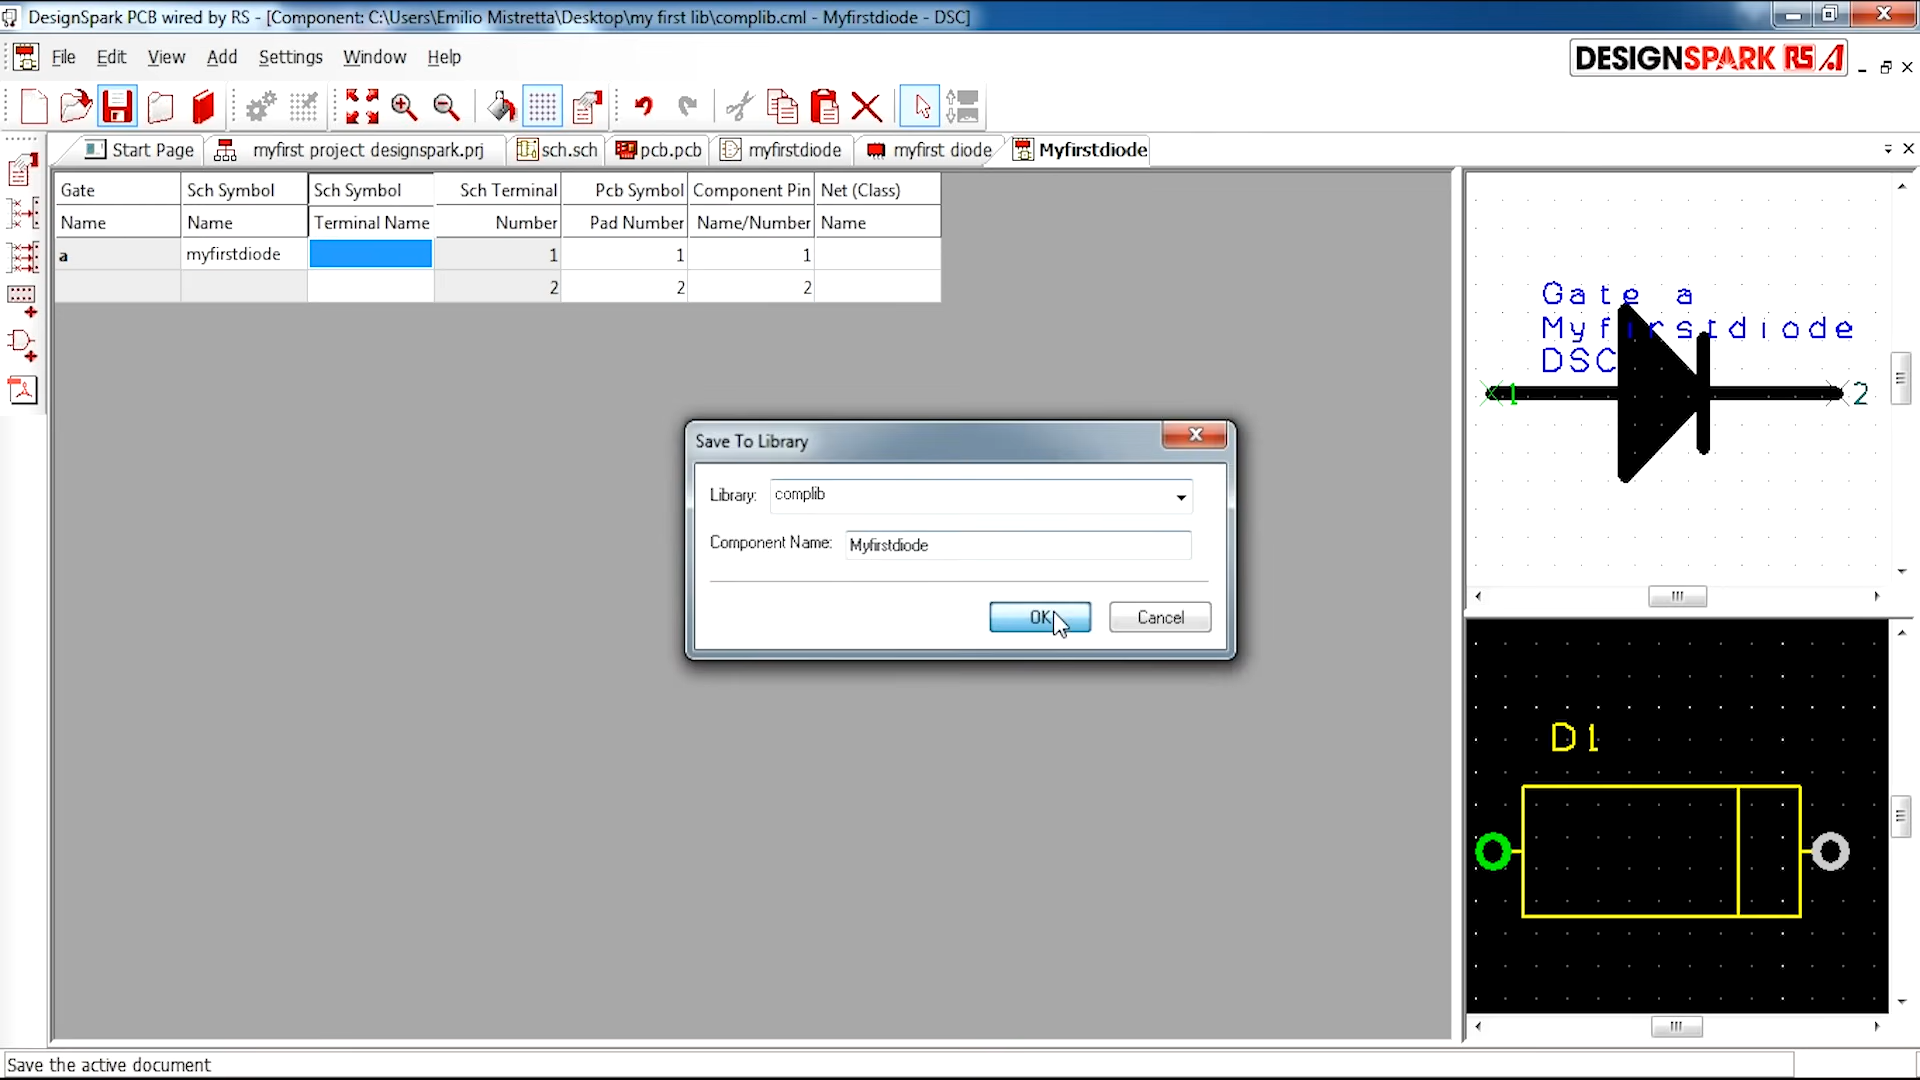 DesignSpark PCB wired by RS - [Component: C:\Users\Emilio Mistretta\Desktop\my first lib\complib.cml - Myfirstdiode - DSC]
File Edit View Add Settings Window Help
DESIGNSPARK RS
Start Page myfirst project designspark.prj sch.sch pcb.pcb myfirstdiode myfirst diode Myfirstdiode
Gate Sch Symbol Sch Symbol Sch Terminal Pcb Symbol Component Pin Net (Class)
Name Name Terminal Name Number Pad Number Name/Number Name
a myfirstdiode 1 1 1
2 2 2
Gate a
Myfirstdiode
DSC
1 2
Save To Library
Library: complib
Component Name: Myfirstdiode
OK Cancel
D1
Save the active document